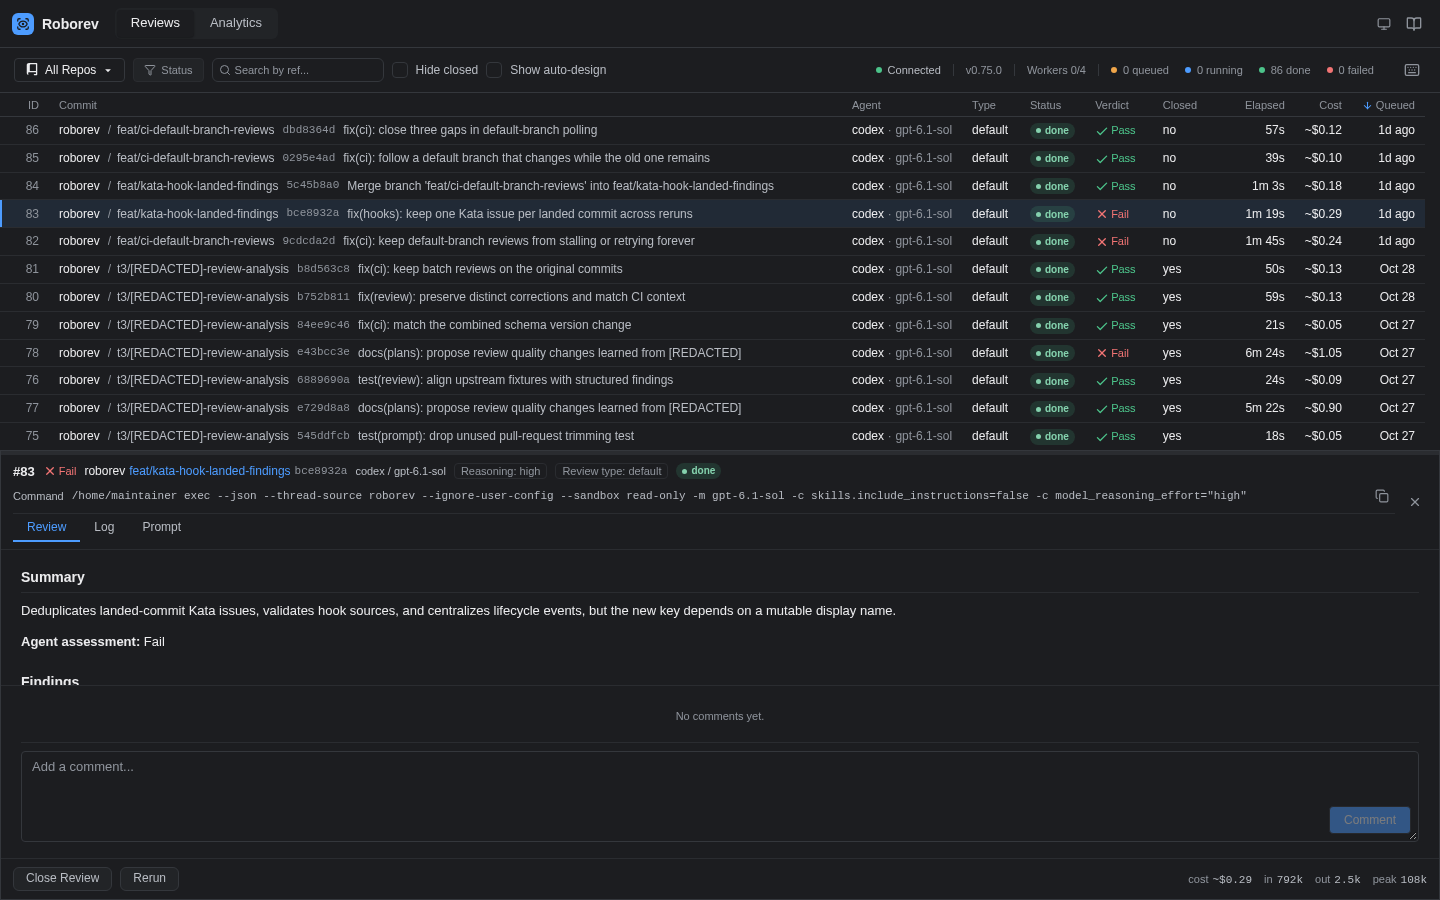 Roborev Reviews Analytics
All Repos Status Search by ref... Hide closed Show auto-design Connected v0.75.0 Workers 0/4 0 queued 0 running 86 done 0 failed
ID Commit Agent Type Status Verdict Closed Elapsed Cost Queued
86 roborev / feat/ci-default-branch-reviews dbd8364d fix(ci): close three gaps in default-branch polling codex · gpt-6.1-sol default done Pass no 57s ~$0.12 1d ago
85 roborev / feat/ci-default-branch-reviews 0295e4ad fix(ci): follow a default branch that changes while the old one remains codex · gpt-6.1-sol default done Pass no 39s ~$0.10 1d ago
84 roborev / feat/kata-hook-landed-findings 5c45b8a0 Merge branch 'feat/ci-default-branch-reviews' into feat/kata-hook-landed-findings codex · gpt-6.1-sol default done Pass no 1m 3s ~$0.18 1d ago
83 roborev / feat/kata-hook-landed-findings bce8932a fix(hooks): keep one Kata issue per landed commit across reruns codex · gpt-6.1-sol default done Fail no 1m 19s ~$0.29 1d ago
82 roborev / feat/ci-default-branch-reviews 9cdcda2d fix(ci): keep default-branch reviews from stalling or retrying forever codex · gpt-6.1-sol default done Fail no 1m 45s ~$0.24 1d ago
81 roborev / t3/[REDACTED]-review-analysis b8d563c8 fix(ci): keep batch reviews on the original commits codex · gpt-6.1-sol default done Pass yes 50s ~$0.13 Oct 28
80 roborev / t3/[REDACTED]-review-analysis b752b811 fix(review): preserve distinct corrections and match CI context codex · gpt-6.1-sol default done Pass yes 59s ~$0.13 Oct 28
79 roborev / t3/[REDACTED]-review-analysis 84ee9c46 fix(ci): match the combined schema version change codex · gpt-6.1-sol default done Pass yes 21s ~$0.05 Oct 27
78 roborev / t3/[REDACTED]-review-analysis e43bcc3e docs(plans): propose review quality changes learned from [REDACTED] codex · gpt-6.1-sol default done Fail yes 6m 24s ~$1.05 Oct 27
76 roborev / t3/[REDACTED]-review-analysis 6889690a test(review): align upstream fixtures with structured findings codex · gpt-6.1-sol default done Pass yes 24s ~$0.09 Oct 27
77 roborev / t3/[REDACTED]-review-analysis e729d8a8 docs(plans): propose review quality changes learned from [REDACTED] codex · gpt-6.1-sol default done Pass yes 5m 22s ~$0.90 Oct 27
75 roborev / t3/[REDACTED]-review-analysis 545ddfcb test(prompt): drop unused pull-request trimming test codex · gpt-6.1-sol default done Pass yes 18s ~$0.05 Oct 27
#83 Fail roborev feat/kata-hook-landed-findings bce8932a codex / gpt-6.1-sol Reasoning: high Review type: default done
Command /home/maintainer exec --json --thread-source roborev --ignore-user-config --sandbox read-only -m gpt-6.1-sol -c skills.include_instructions=false -c model_reasoning_effort="high"
Review Log Prompt
Summary
Deduplicates landed-commit Kata issues, validates hook sources, and centralizes lifecycle events, but the new key depends on a mutable display name.
Agent assessment: Fail
Findings
No comments yet.
Add a comment...
Comment
Close Review Rerun cost ~$0.29 in 792k out 2.5k peak 108k